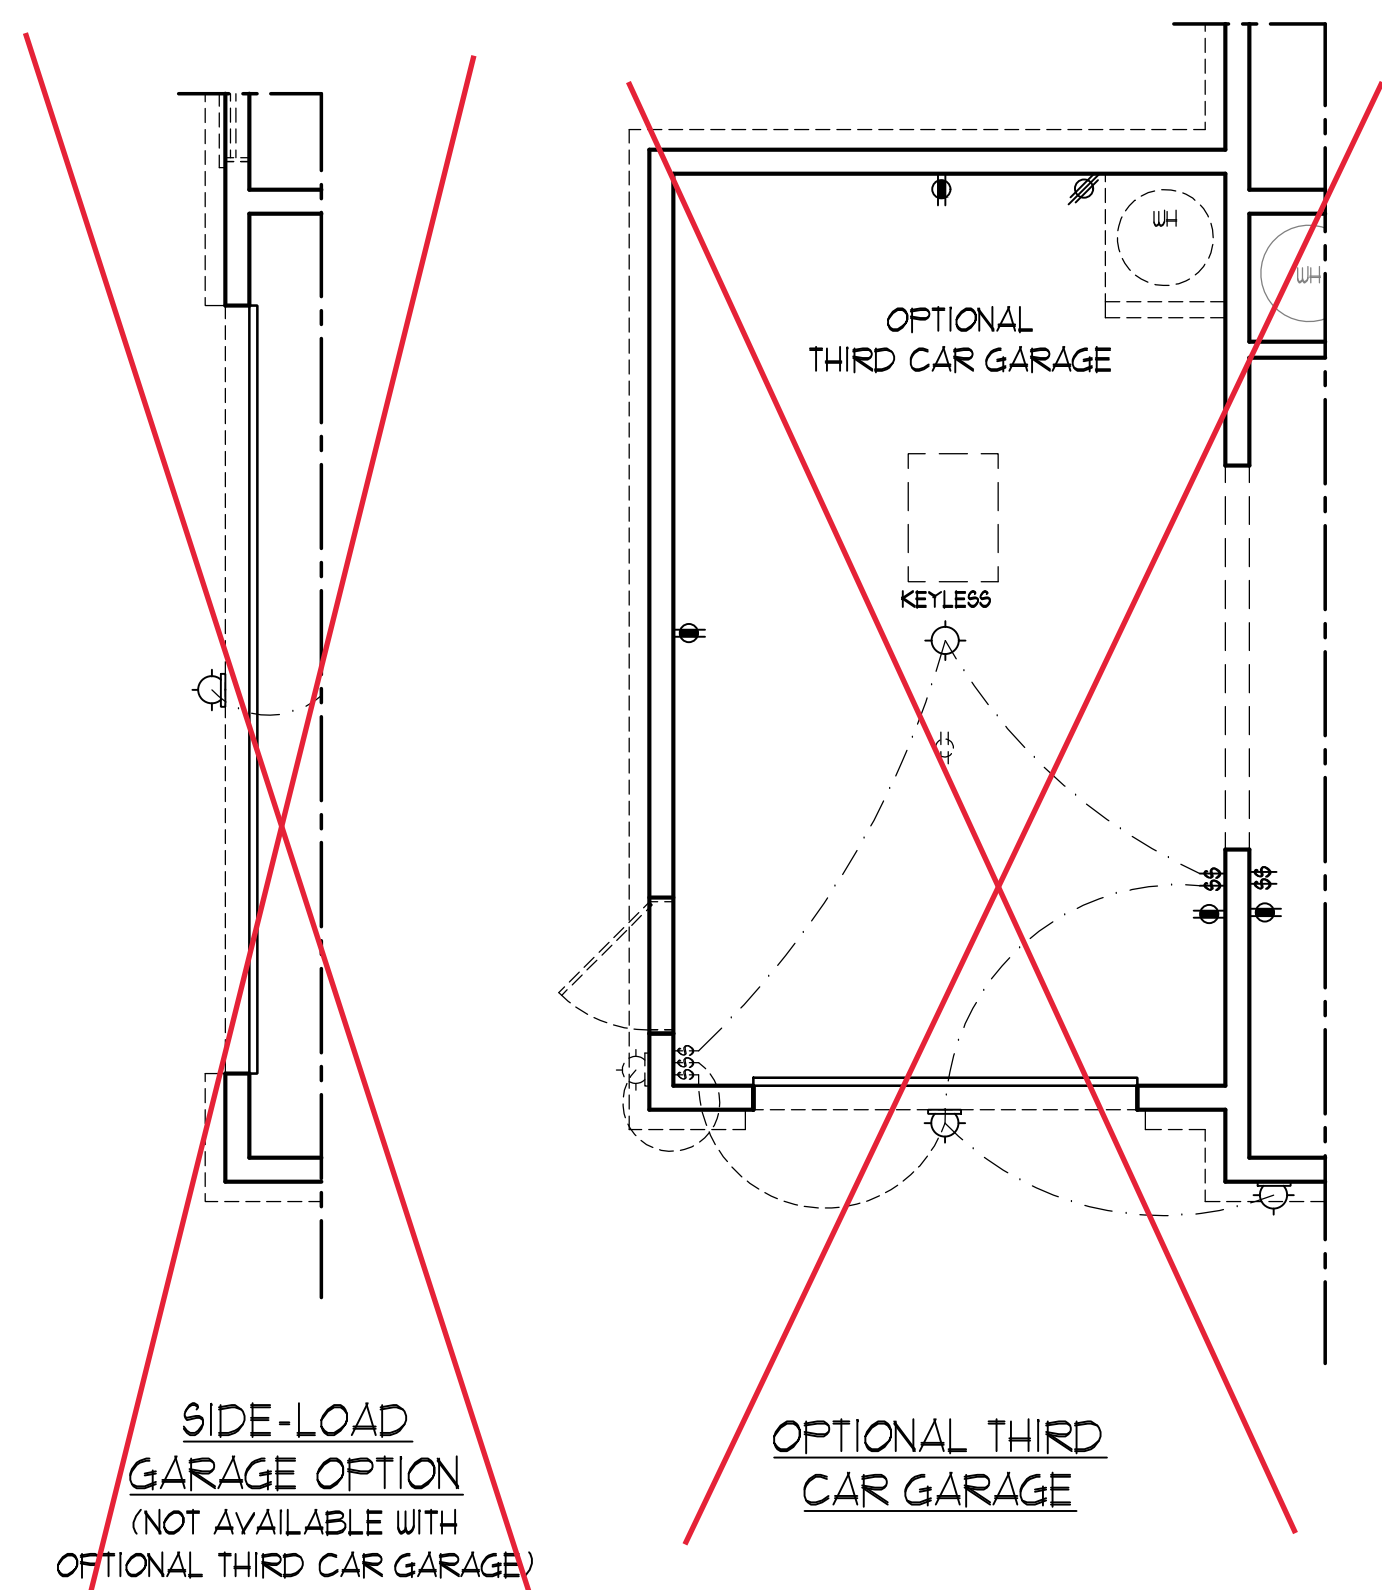 WH
WH
OPTIONAL
THIRD CAR GARAGE
KEYLESS
$$
$$
$$
$$
$
$
$
SIDE-LOAD
GARAGE OPTION
(NOT AVAILABLE WITH
OPTIONAL THIRD CAR GARAGE)
OPTIONAL THIRD
CAR GARAGE